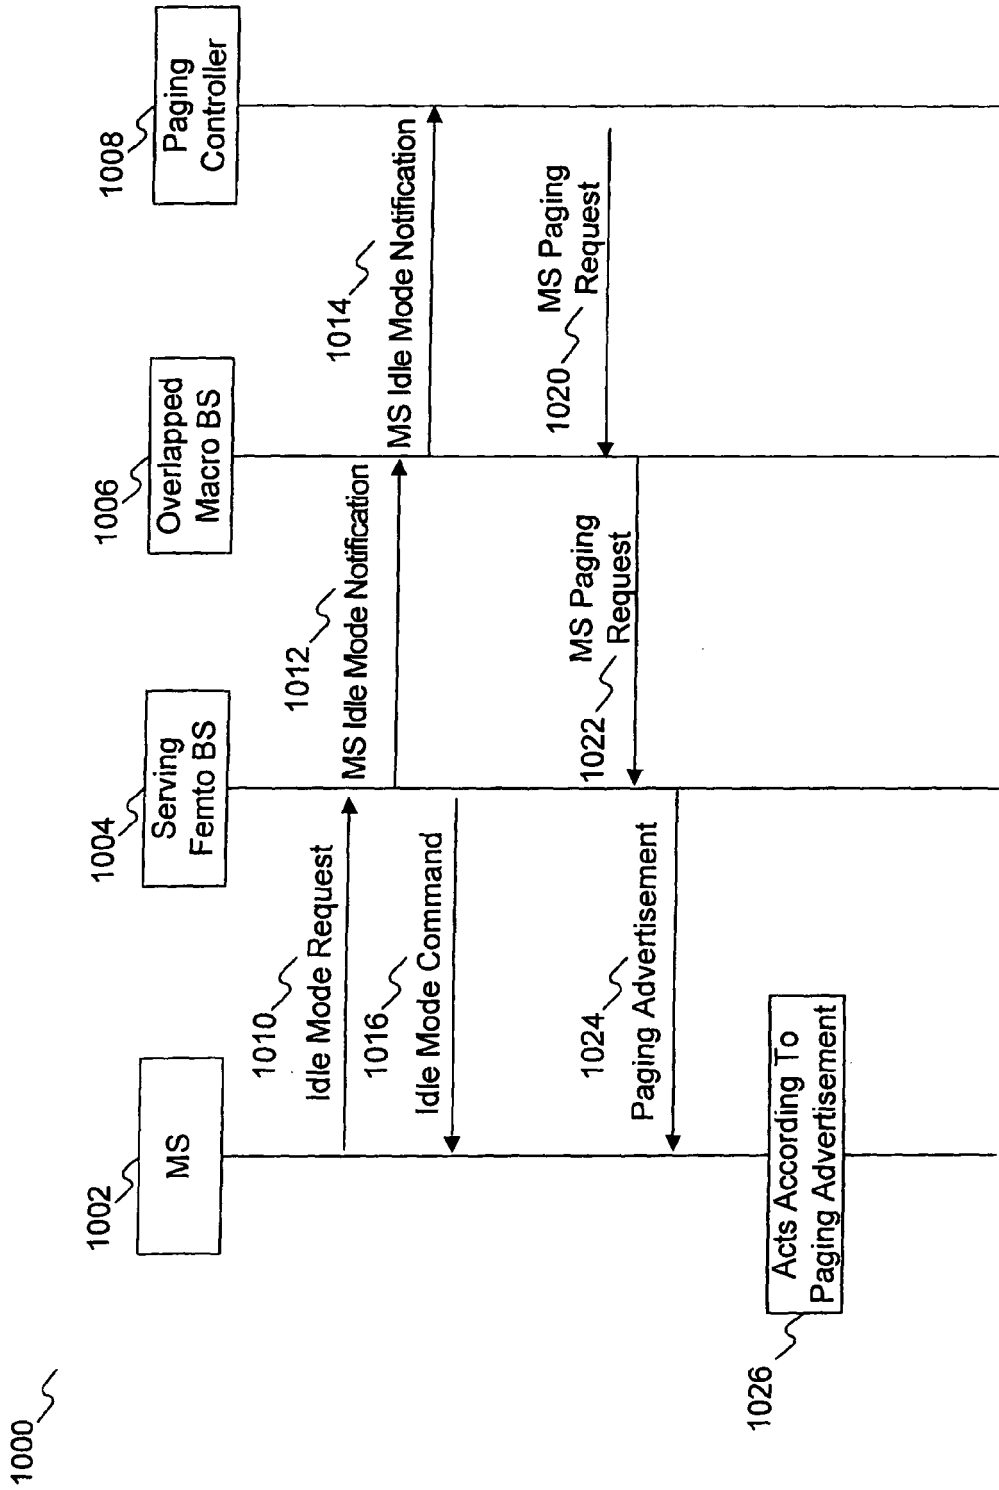 1000
1002
MS
1004
Serving
Femto BS
1006
Overlapped
Macro BS
1008
Paging
Controller
1010
Idle Mode Request
1012
MS Idle Mode Notification
1014
MS Idle Mode Notification
1016
Idle Mode Command
MS Paging
Request
1020
MS Paging
Request
1022
1024
Paging Advertisement
Acts According To
Paging Advertisement
1026